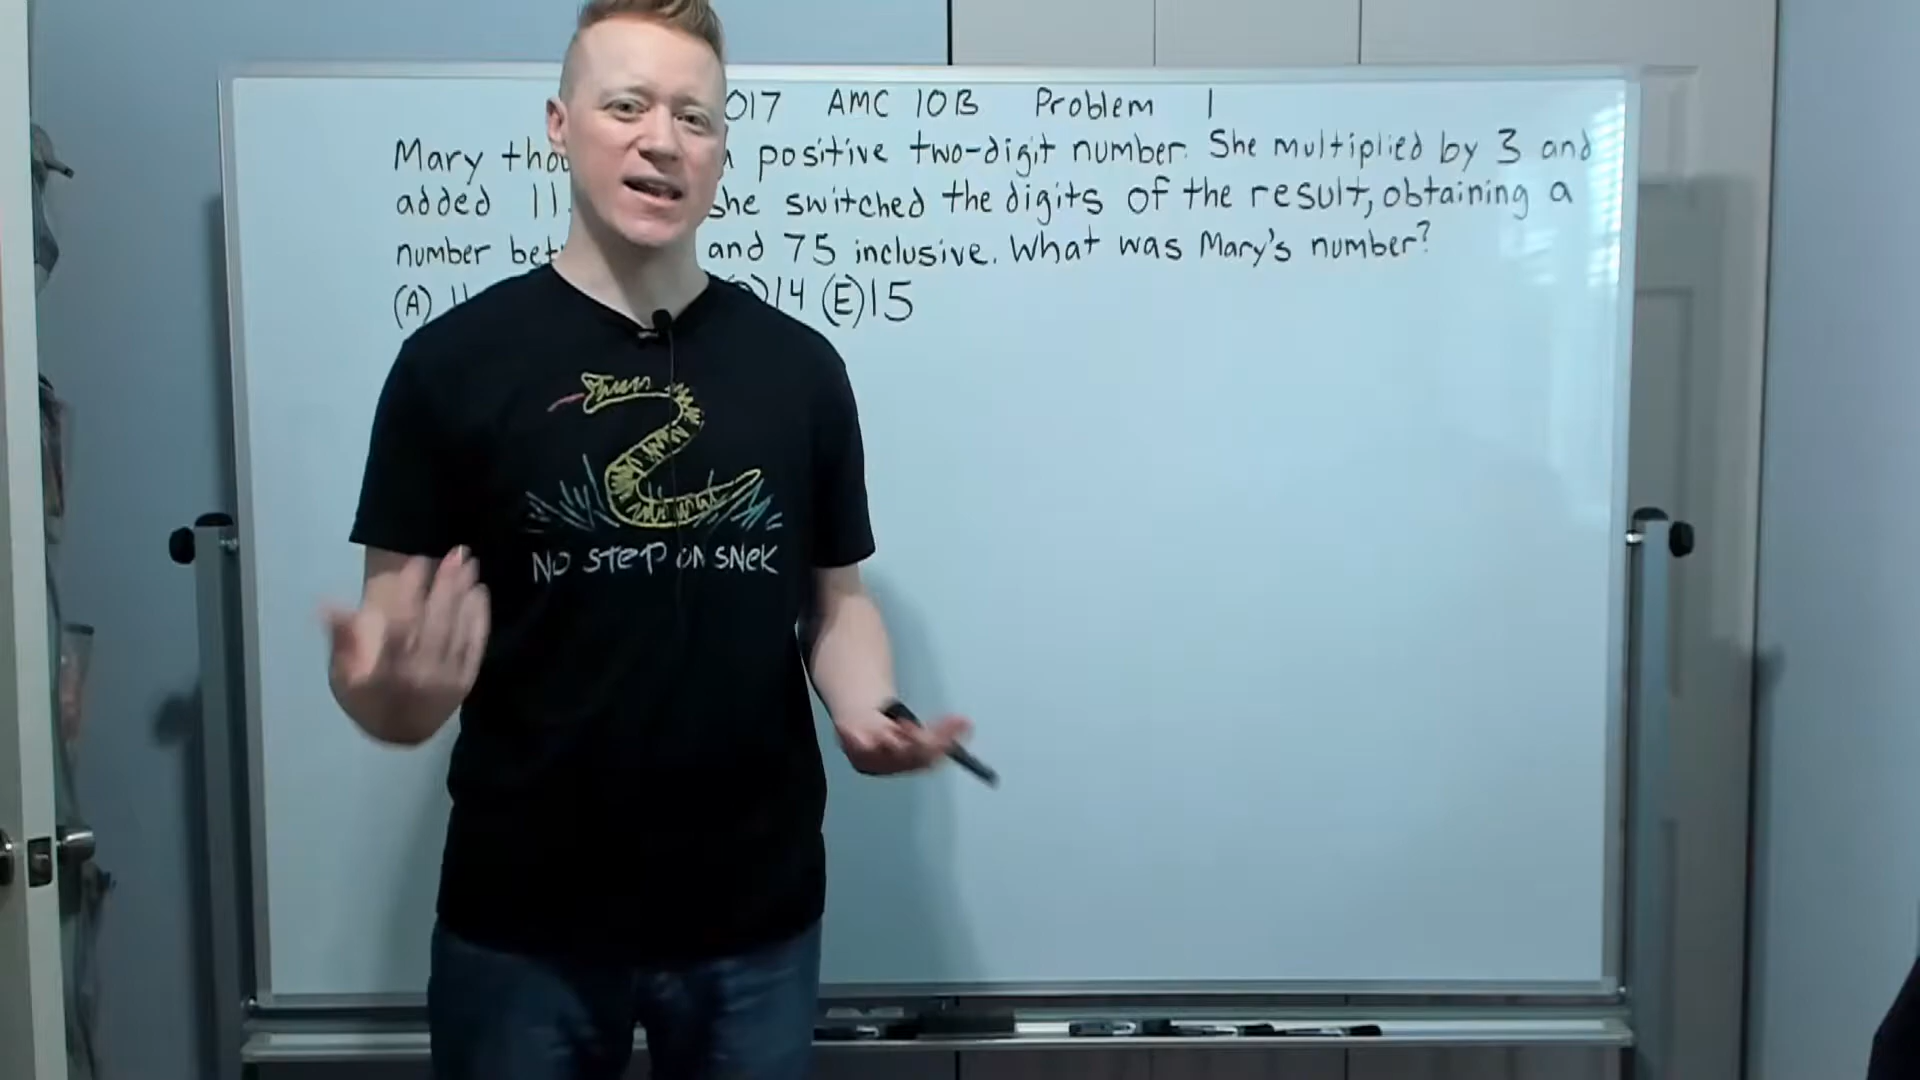 017 AMC 10B Problem 1
Mary tho positive two-digit number. She multiplied by 3 and
added 11. she switched the digits of the result, obtaining a
number bet and 75 inclusive. What was Mary's number?
(A) 14 (E) 15
NO STEP ON SNEK